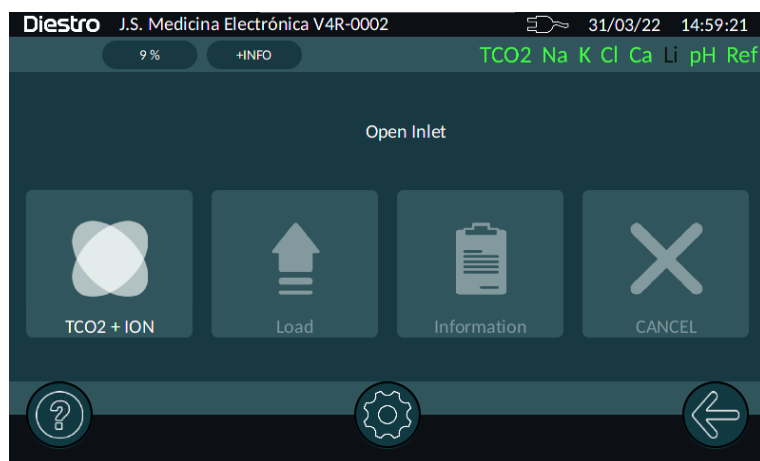 Diestro J.S. Medicina Electrónica V4R-0002 31/03/22 14:59:21
9 % +INFO TCO2 Na K Cl Ca Li pH Ref
Open Inlet
TCO2 + ION Load Information CANCEL
?